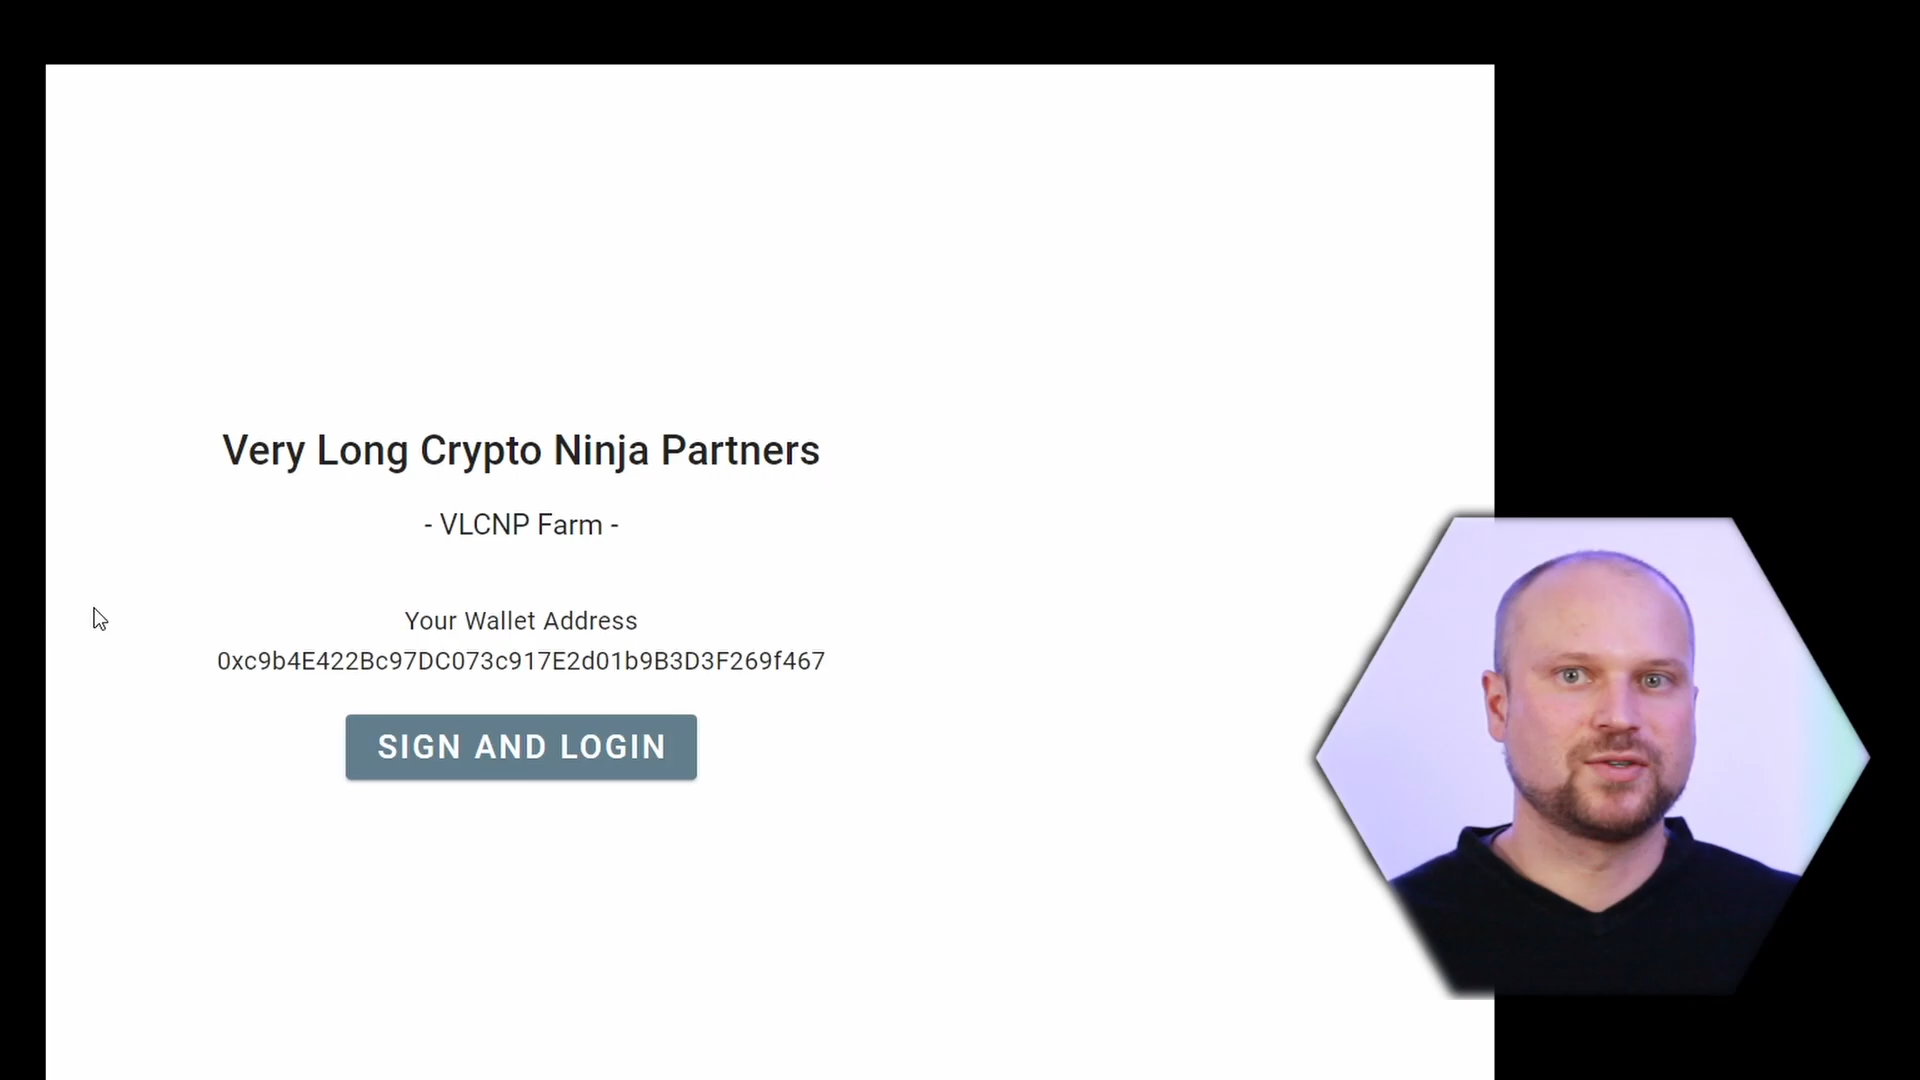 Very Long Crypto Ninja Partners
- VLCNP Farm -
Your Wallet Address
0xc9b4E422Bc97DC073c917E2d01b9B3D3F269f467
SIGN AND LOGIN